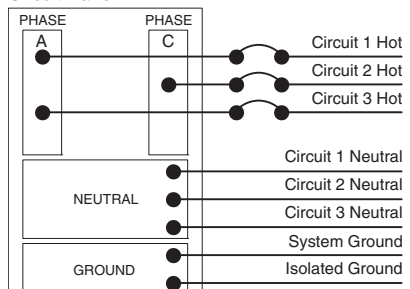 PHASE PHASE
A C
Circuit 1 Hot
Circuit 2 Hot
Circuit 3 Hot
Circuit 1 Neutral
Circuit 2 Neutral
NEUTRAL
Circuit 3 Neutral
System Ground
Isolated Ground
GROUND